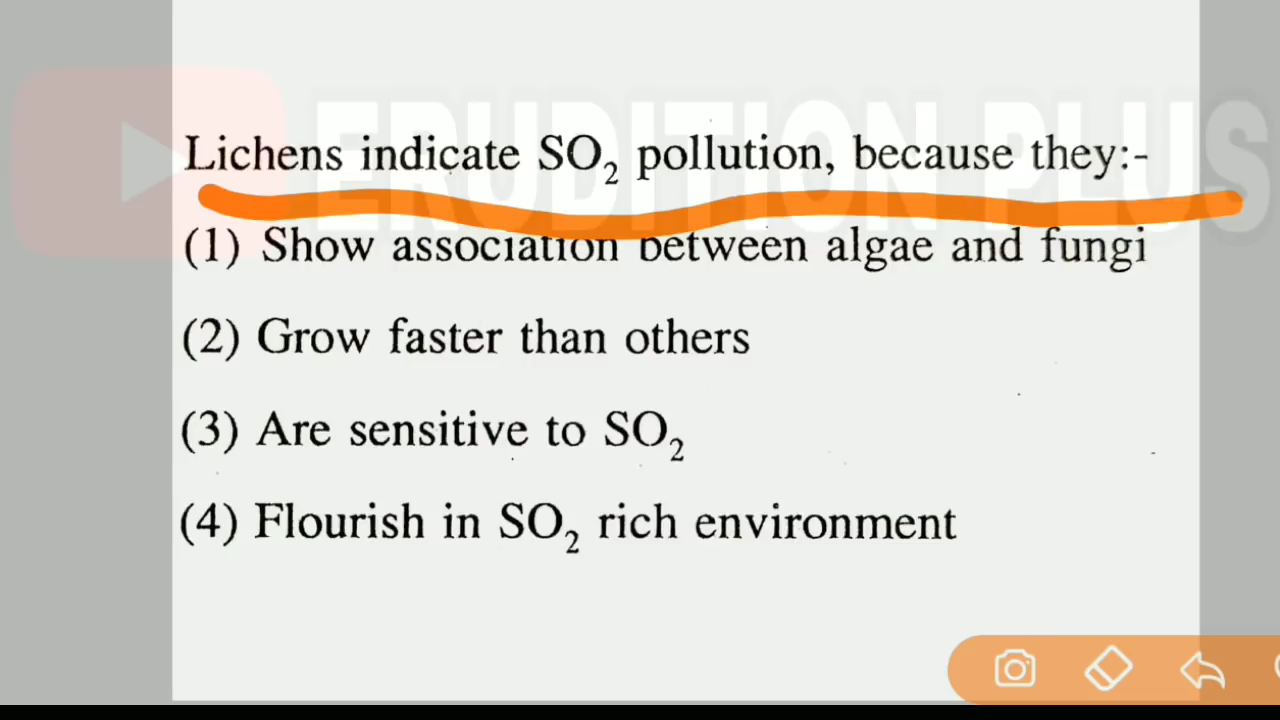 ERUDITION PLUS
Lichens indicate SO₂ pollution, because they:-
(1) Show association between algae and fungi
(2) Grow faster than others
(3) Are sensitive to SO₂
(4) Flourish in SO₂ rich environment